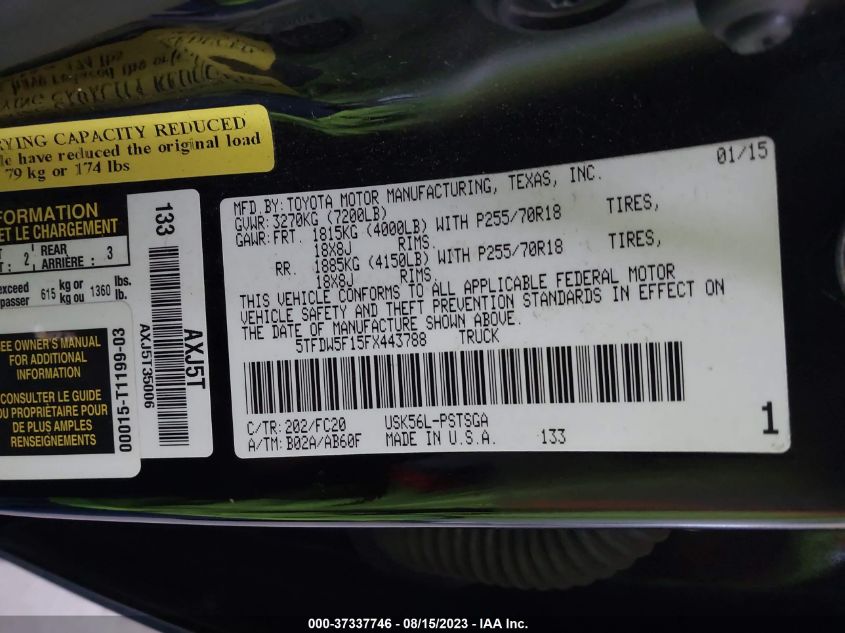 RYING CAPACITY REDUCED
le have reduced the original load
79 kg or 174 lbs
FORMATION
ET LE CHARGEMENT
2 REAR ARRIÈRE : 3
exceed 615 kg or 1360 lbs.
passer kg ou lb.
EE OWNER'S MANUAL
FOR ADDITIONAL
INFORMATION
CONSULTER LE GUIDE
DU PROPRIÉTAIRE POUR
DE PLUS AMPLES
RENSEIGNEMENTS
00015-T1199-03
133
AXJ5T35006
AXJ5T
01/15
MFD.BY: TOYOTA MOTOR MANUFACTURING, TEXAS, INC.
GVWR: 3270KG (7200LB)
GAWR: FRT. 1815KG (4000LB) WITH P255/70R18 TIRES,
18X8J RIMS.
RR. 1885KG (4150LB) WITH P255/70R18 TIRES,
18X8J RIMS.
THIS VEHICLE CONFORMS TO ALL APPLICABLE FEDERAL MOTOR
VEHICLE SAFETY AND THEFT PREVENTION STANDARDS IN EFFECT ON
THE DATE OF MANUFACTURE SHOWN ABOVE.
5TFDW5F15FX443788 TRUCK
C/TR: 202/FC20 USK56L-PSTSGA
A/TM: B02A/AB60F MADE IN U.S.A. 133
1
000-37337746 - 08/15/2023 - IAA Inc.